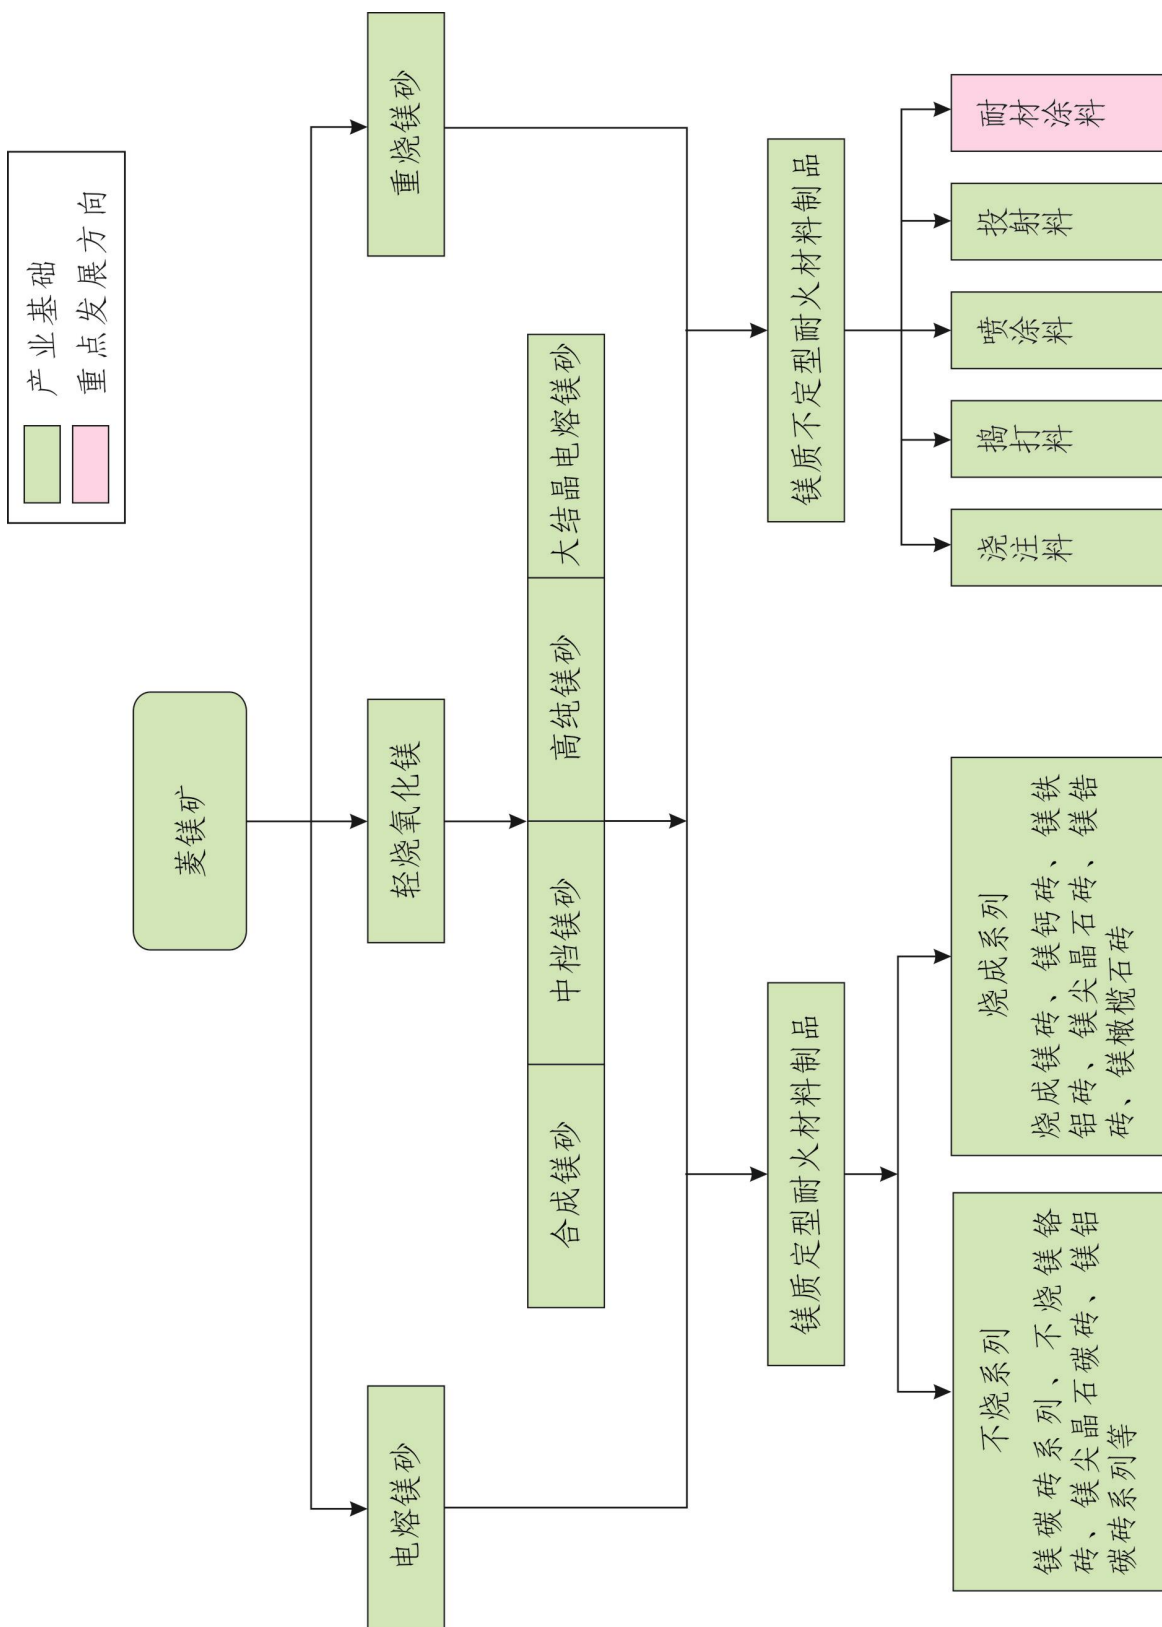 产业基础
重点发展方向
菱镁矿
电熔镁砂
轻烧氧化镁
重烧镁砂
合成镁砂
中档镁砂
高纯镁砂
大结晶电熔镁砂
镁质定型耐火材料制品
镁质不定型耐火材料制品
不烧系列
镁碳砖系列、不烧镁铬
砖、镁尖晶石碳砖、镁铝
碳砖系列等
烧成系列
烧成镁砖、镁钙砖、镁铁
铝砖、镁尖晶石砖、镁锆
砖、镁橄榄石砖
浇注料
捣打料
喷涂料
投射料
耐材涂料